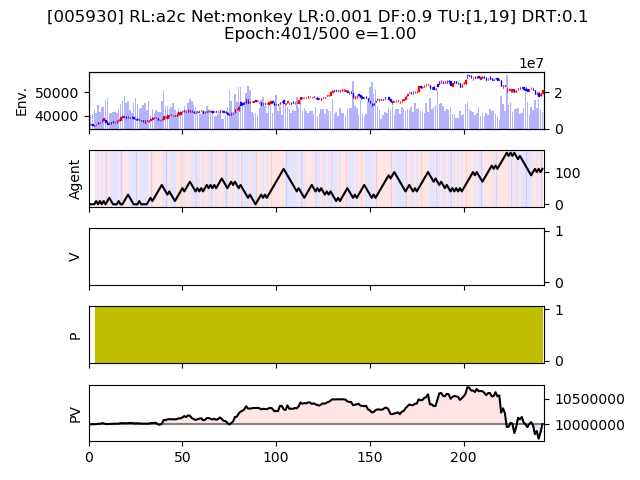 [005930] RL:a2c Net:monkey LR:0.001 DF:0.9 TU:[1,19] DRT:0.1
Epoch:401/500 e=1.00
1e7
Env.
50000
40000
2
0
Agent
100
0
V
1
0
P
1
0
PV
10500000
10000000
0
50
100
150
200